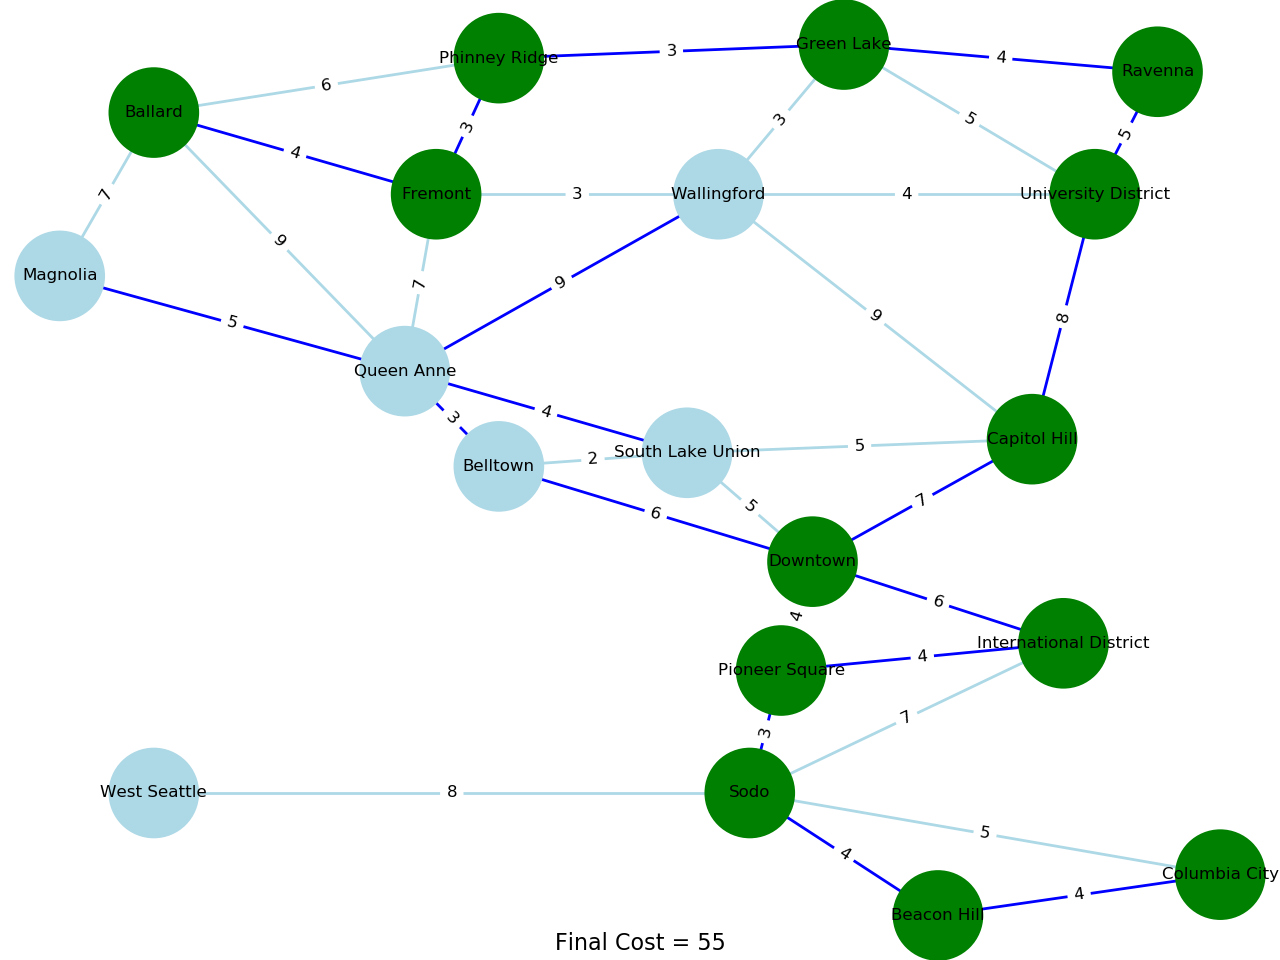 Green Lake
3
Phinney Ridge
4
Ravenna
6
Ballard
3
5
3
5
4
7
Fremont
3
Wallingford
4
University District
9
Magnolia
7
9
9
8
5
Queen Anne
4
3
Capitol Hill
5
South Lake Union
2
Belltown
5
6
7
Downtown
6
4
International District
4
Pioneer Square
7
3
West Seattle
8
Sodo
5
4
Columbia City
4
Beacon Hill
Final Cost = 55